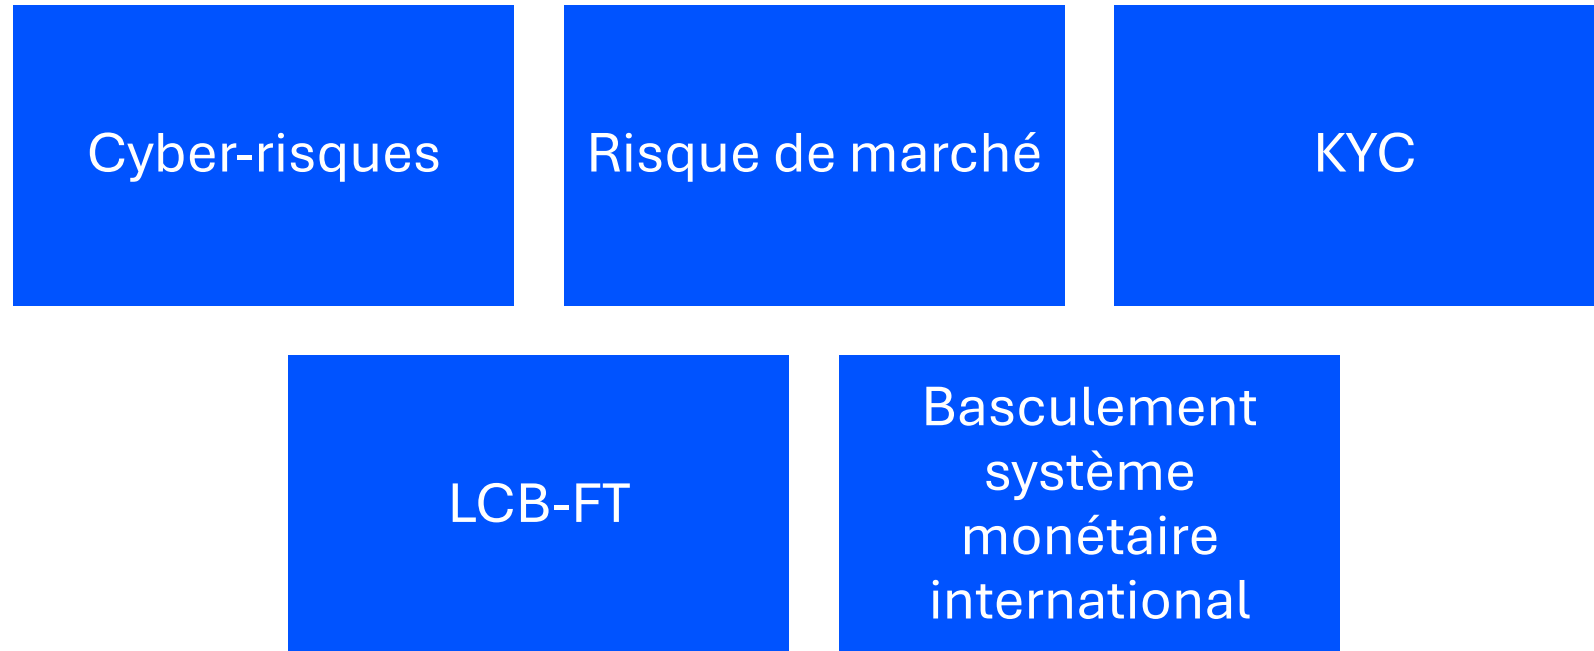 Cyber-risques
Risque de marché
KYC
LCB-FT
Basculement
système
monétaire
international